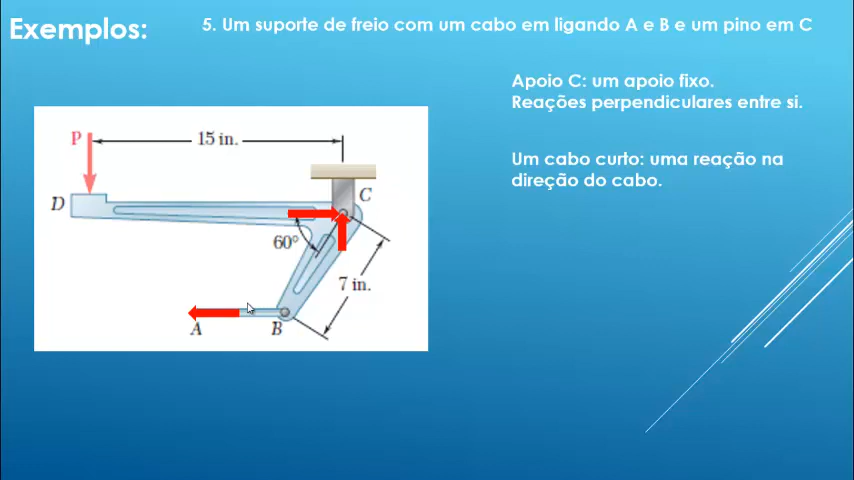 Exemplos:
5. Um suporte de freio com um cabo em ligando A e B e um pino em C
Apoio C: um apoio fixo.
Reações perpendiculares entre si.
Um cabo curto: uma reação na
direção do cabo.
P
15 in.
D
C
60°
7 in.
A
B